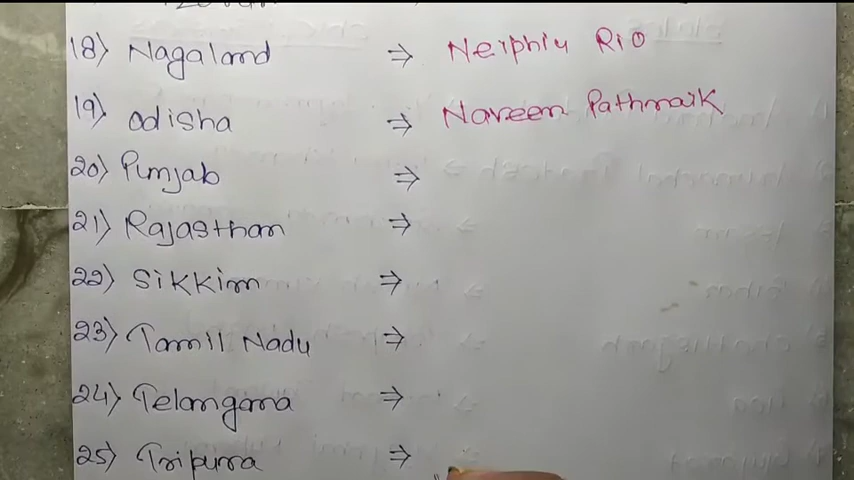 18) Nagaland ⇒ Neiphiu Rio
19) odisha ⇒ Naveen Pathnaik
20) Punjab ⇒
21) Rajasthan ⇒
22) Sikkim ⇒
23) Tamil Nadu ⇒
24) Telangana ⇒
25) Tripura ⇒